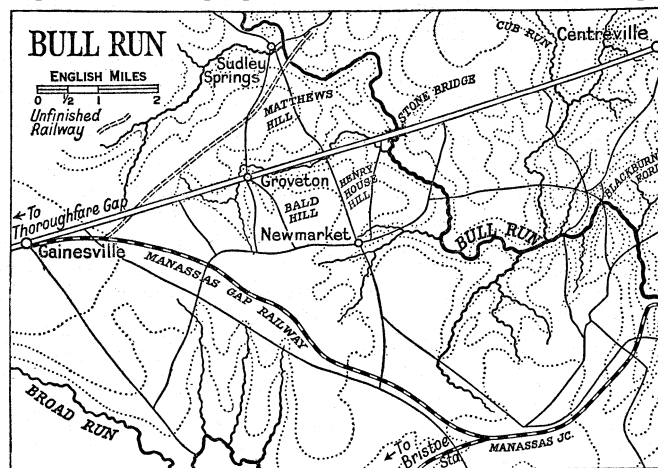 BULL RUN
ENGLISH MILES
0 ½ 1 2
Unfinished
Railway
Sudley
Springs
CUB RUN
Centreville
MATTHEWS
HILL
STONE BRIDGE
Groveton
HENRY
HOUSE
HILL
BALD
HILL
BLACKBURN
FORD
To
Thoroughfare Gap
Newmarket
BULL RUN
Gainesville
MANASSAS GAP RAILWAY
BROAD RUN
To
Bristoe
Sta.
MANASSAS JC.